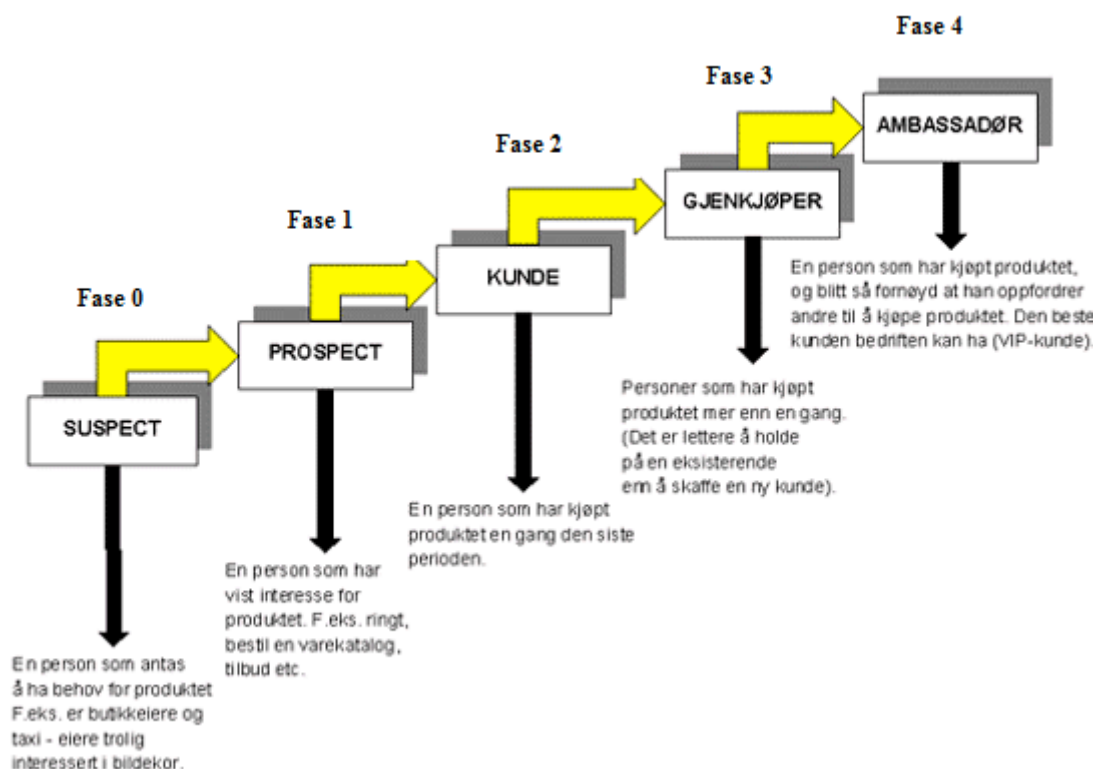 Fase 0
SUSPECT
En person som antas
å ha behov for produktet
F.eks. er butikkeiere og
taxi - eiere trolig
interessert i bildekor.
Fase 1
PROSPECT
En person som har
vist interesse for
produktet. F.eks. ringt,
bestil en varekatalog,
tilbud etc.
Fase 2
KUNDE
En person som har kjøpt
produktet en gang den siste
perioden.
Fase 3
GJENKJØPER
Personer som har kjøpt
produktet mer enn en gang.
(Det er lettere å holde
på en eksisterende
enn å skaffe en ny kunde).
Fase 4
AMBASSADØR
En person som har kjøpt produktet,
og blitt så fornøyd at han oppfordrer
andre til å kjøpe produktet. Den beste
kunden bedriften kan ha (VIP-kunde).